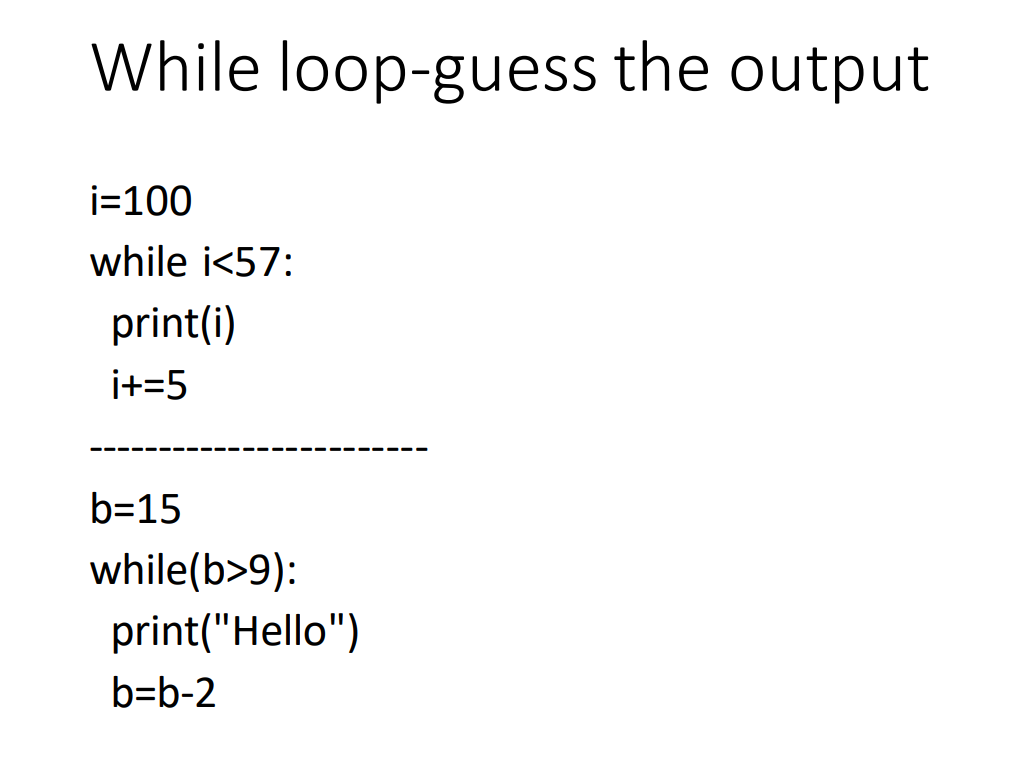 While loop-guess the output
i=100
while i<57:
print(i)
i+=5
------------------------
b=15
while(b>9):
print("Hello")
b=b-2